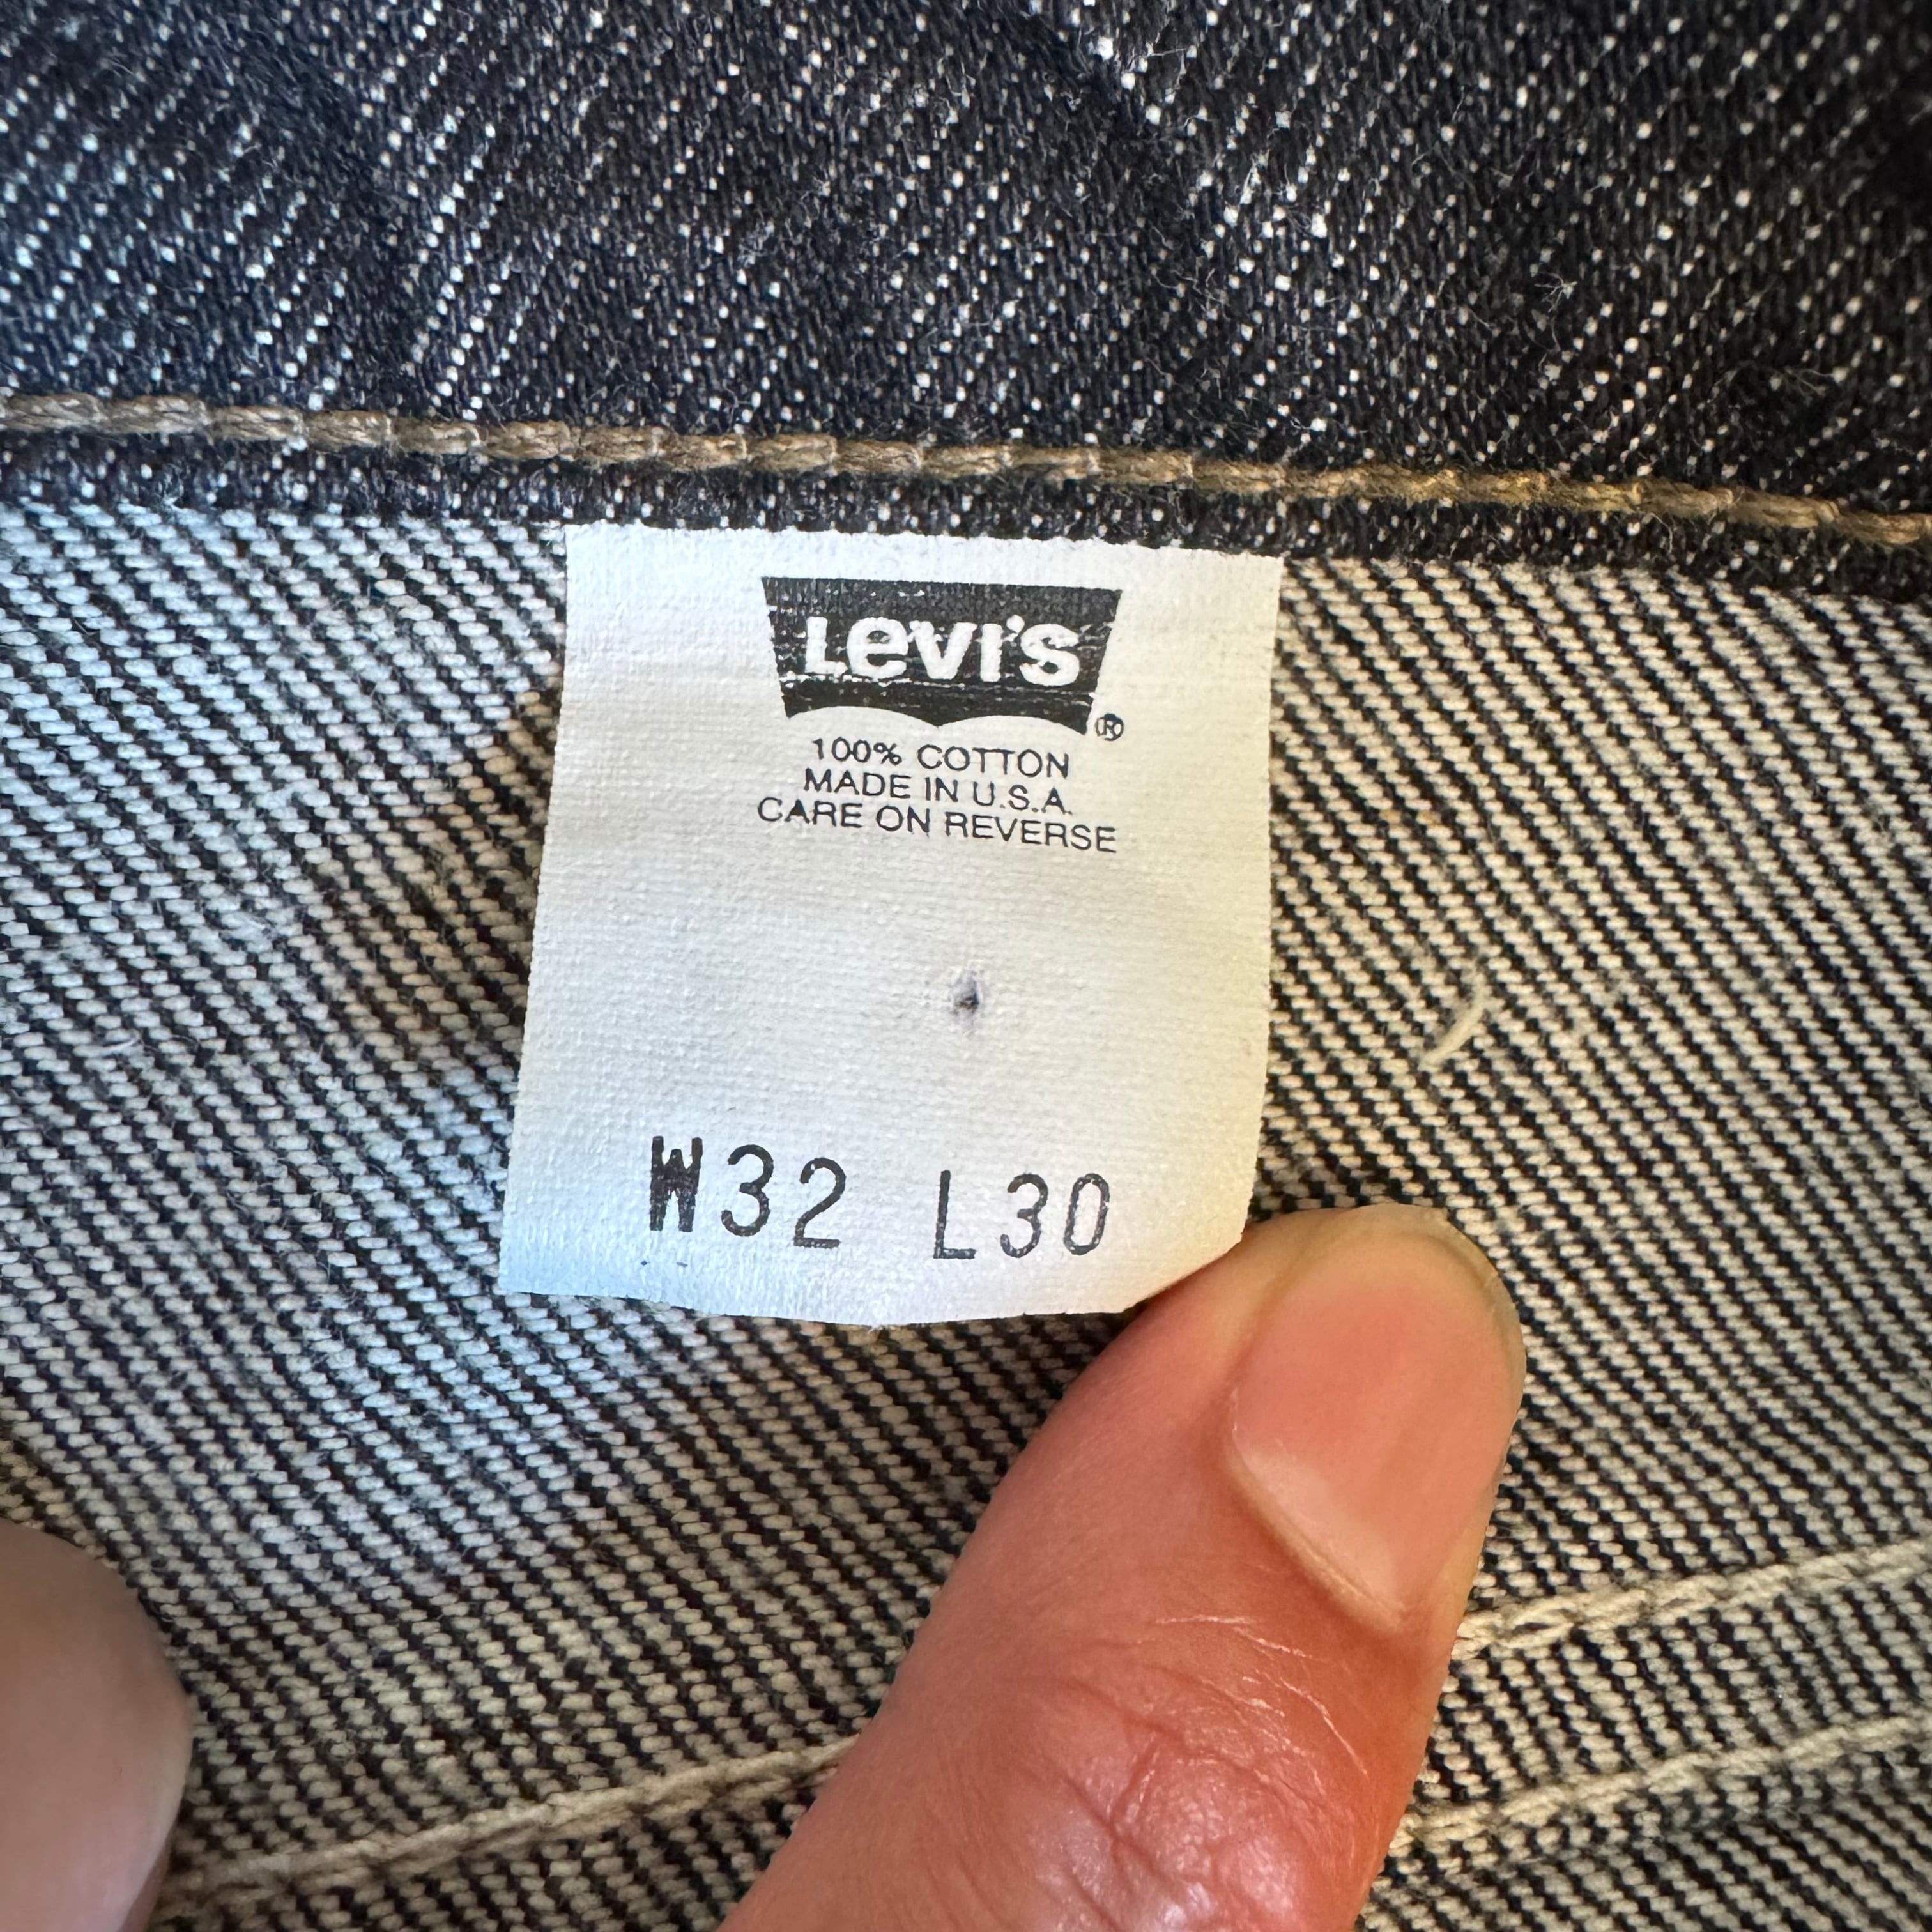 Levi's ®
100% COTTON
MADE IN U.S.A.
CARE ON REVERSE
W32 L30